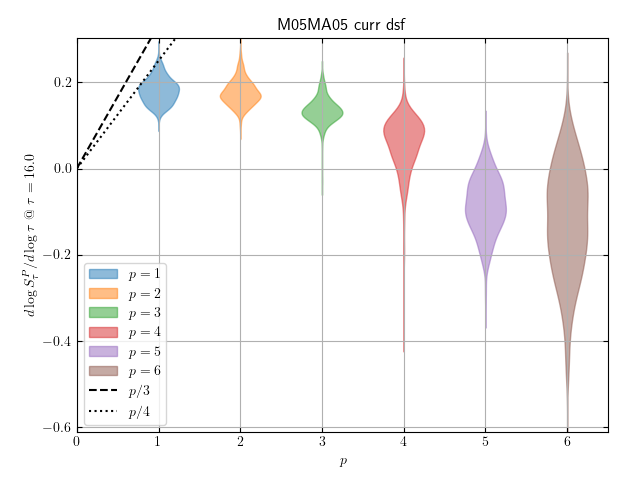 M05MA05 curr dsf
d log S_τ^P / d log τ @ τ = 16.0
0.2
0.0
−0.2
−0.4
−0.6
p = 1
p = 2
p = 3
p = 4
p = 5
p = 6
p/3
p/4
0 1 2 3 4 5 6
p